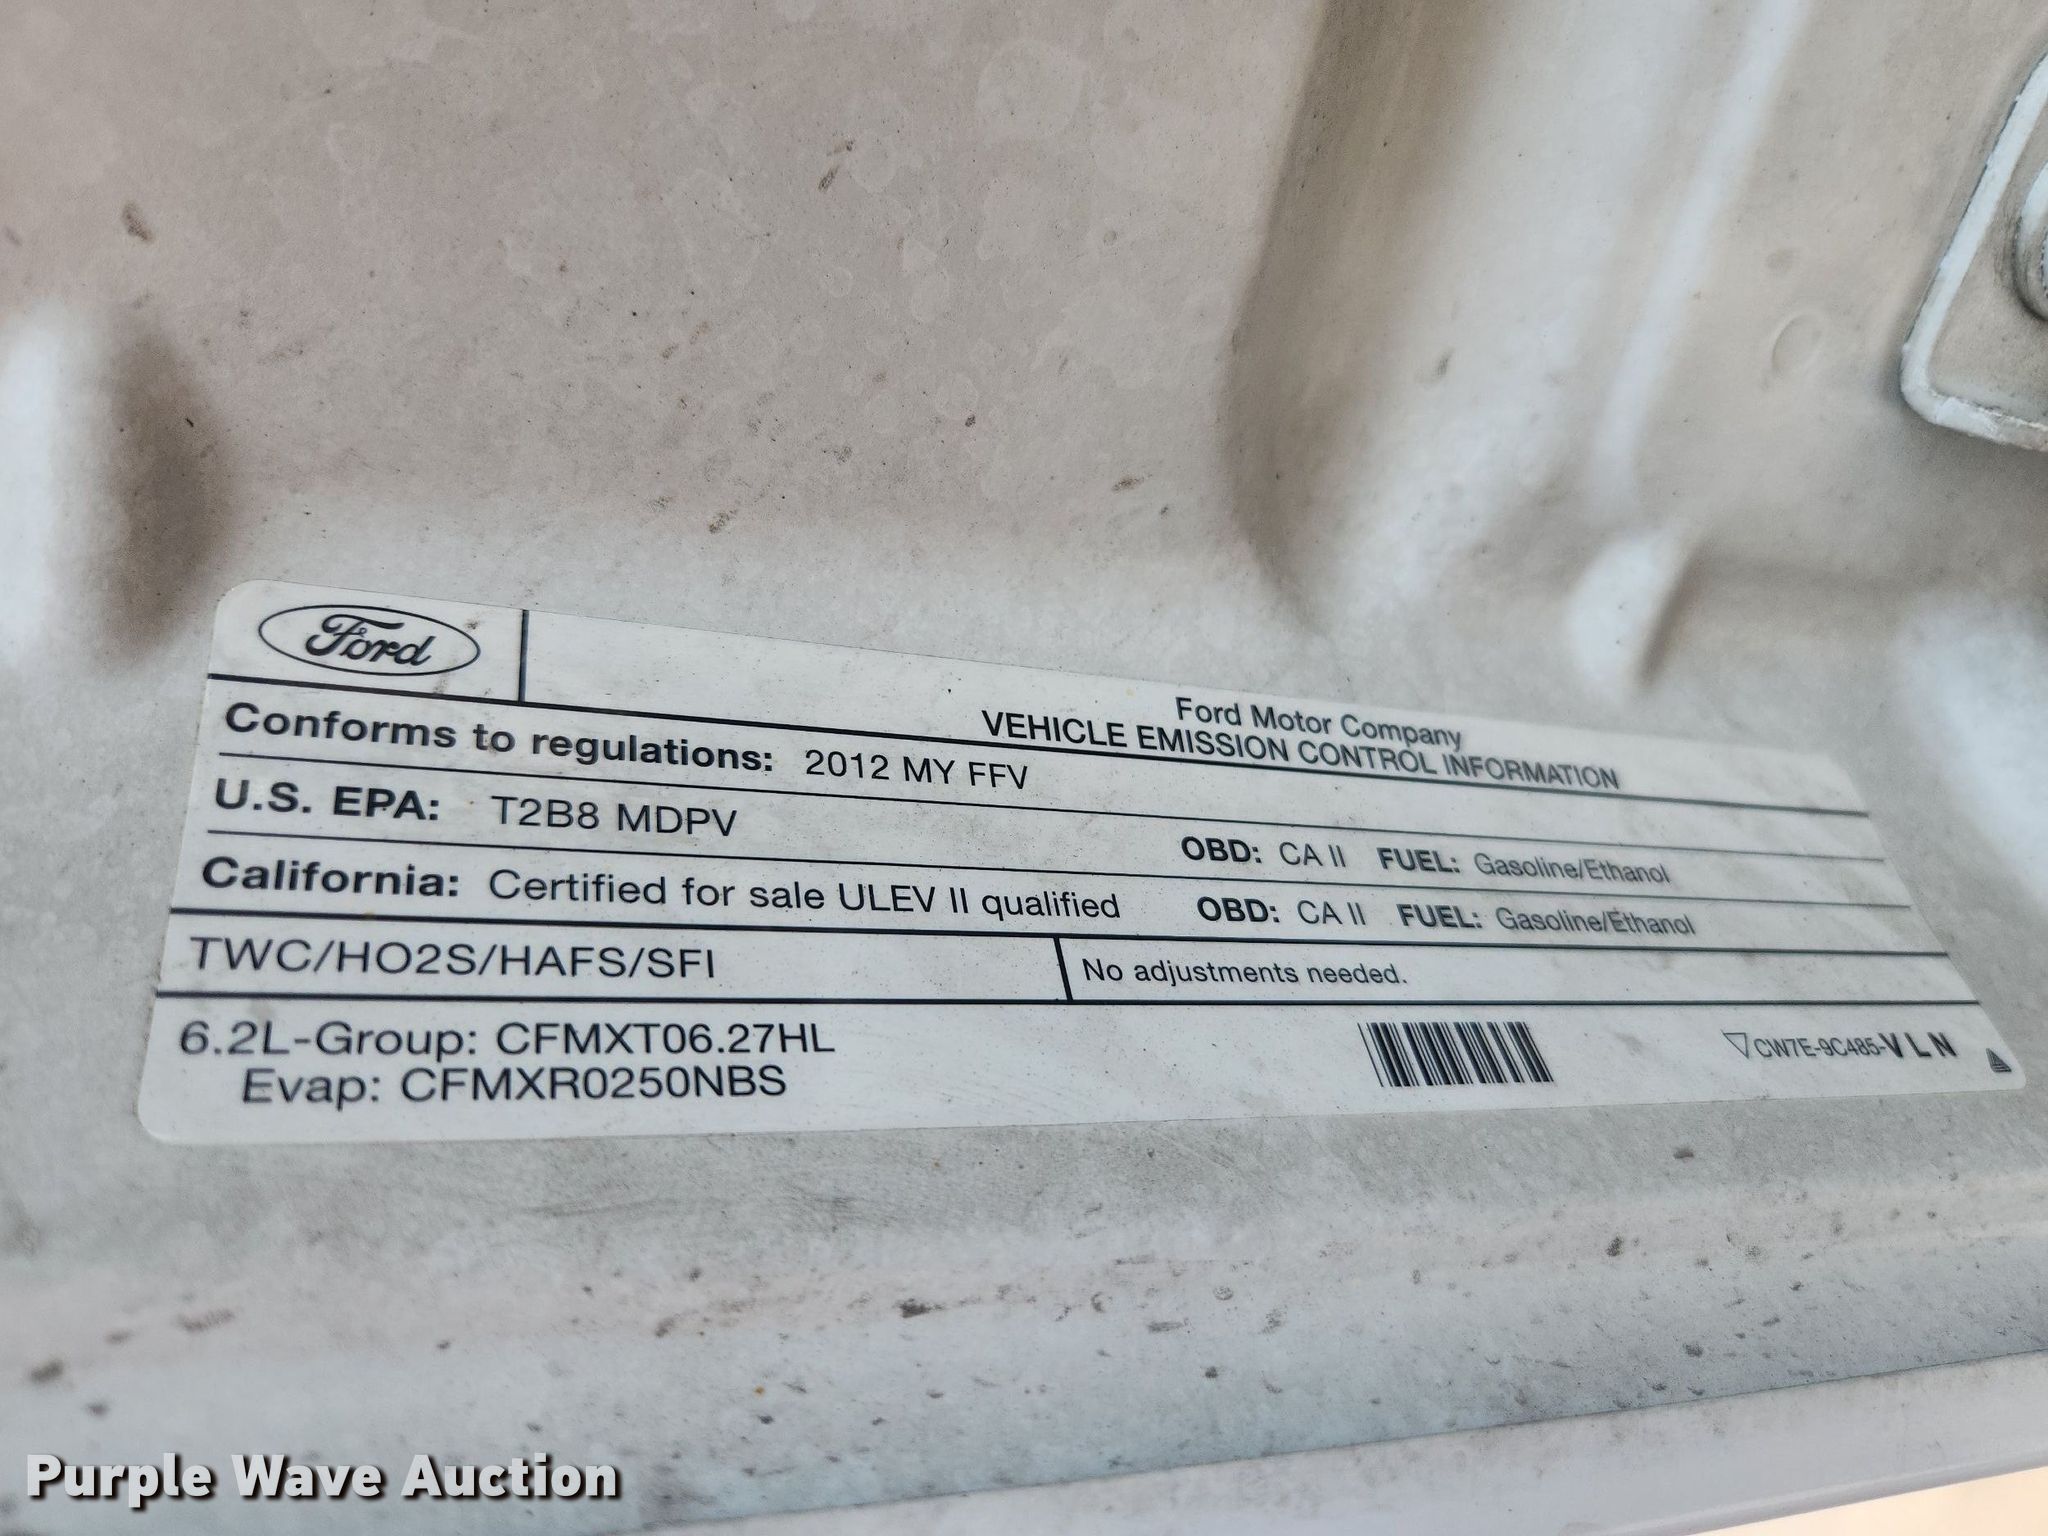 Ford
Ford Motor Company
VEHICLE EMISSION CONTROL INFORMATION
Conforms to regulations: 2012 MY FFV
U.S. EPA: T2B8 MDPV OBD: CA II FUEL: Gasoline/Ethanol
California: Certified for sale ULEV II qualified OBD: CA II FUEL: Gasoline/Ethanol
TWC/HO2S/HAFS/SFI No adjustments needed.
6.2L-Group: CFMXT06.27HL
Evap: CFMXR0250NBS
CW7E-9C485-VLN
Purple Wave Auction